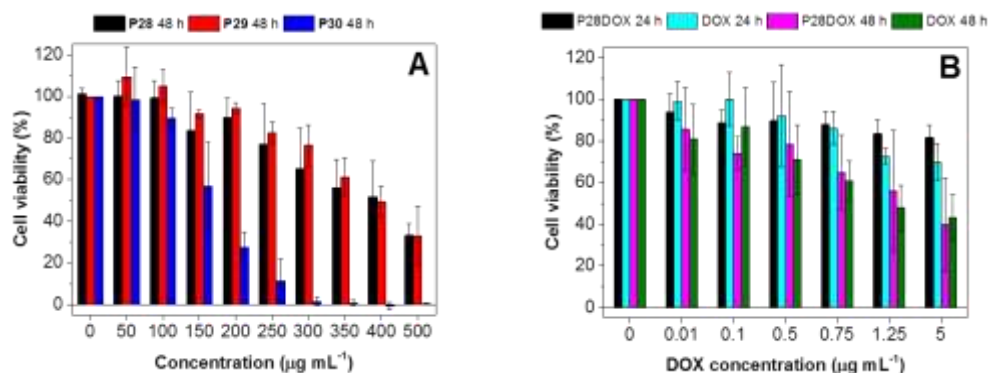 P28 48 h P29 48 h P30 48 h
A
Cell viability (%)
120
100
80
60
40
20
0
0 50 100 150 200 250 300 350 400 500
Concentration (µg mL⁻¹)
P28DOX 24 h DOX 24 h P28DOX 48 h DOX 48 h
B
Cell viability (%)
120
100
80
60
40
20
0
0 0.01 0.1 0.5 0.75 1.25 5
DOX concentration (µg mL⁻¹)